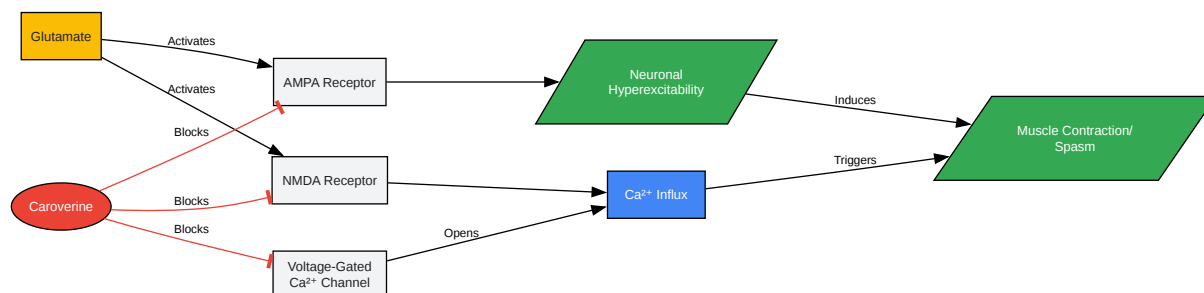 Glutamate
Activates
AMPA Receptor
Neuronal
Hyperexcitability
Activates
Induces
Blocks
Muscle Contraction/
Spasm
Triggers
NMDA Receptor
Ca²⁺ Influx
Caroverine
Blocks
Blocks
Opens
Voltage-Gated
Ca²⁺ Channel